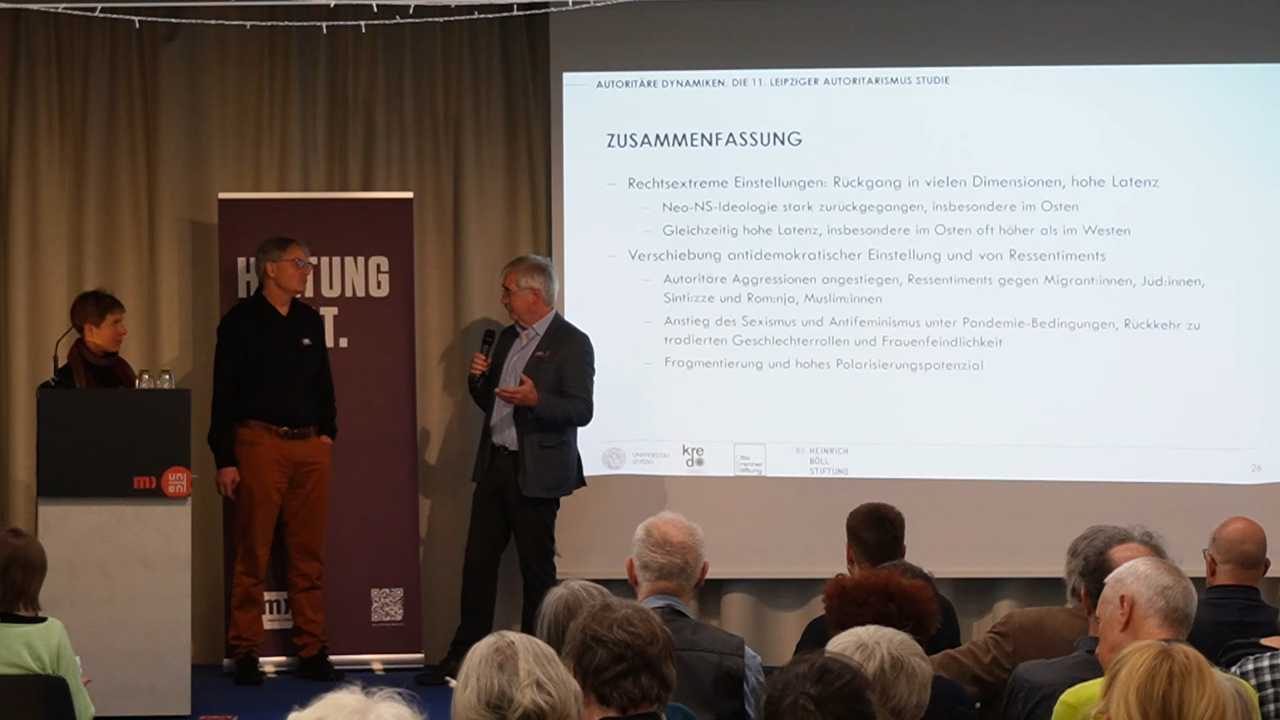 AUTORITÄRE DYNAMIKEN. DIE 11. LEIPZIGER AUTORITARISMUS STUDIE
ZUSAMMENFASSUNG
– Rechtsextreme Einstellungen: Rückgang in vielen Dimensionen, hohe Latenz
– Neo-NS-Ideologie stark zurückgegangen, insbesondere im Osten
– Gleichzeitig hohe Latenz, insbesondere im Osten oft höher als im Westen
– Verschiebung antidemokratischer Einstellung und von Ressentiments
– Autoritäre Aggressionen angestiegen, Ressentiments gegen Migrant:innen, Jüd:innen,
Sinti:zze und Rom:nja, Muslim:innen
– Anstieg des Sexismus und Antifeminismus unter Pandemie-Bedingungen, Rückkehr zu
tradierten Geschlechterrollen und Frauenfeindlichkeit
– Fragmentierung und hohes Polarisierungspotenzial
UNIVERSITÄT
LEIPZIG
kre
do
HEINRICH
BÖLL
STIFTUNG
26
H TUNG
T.